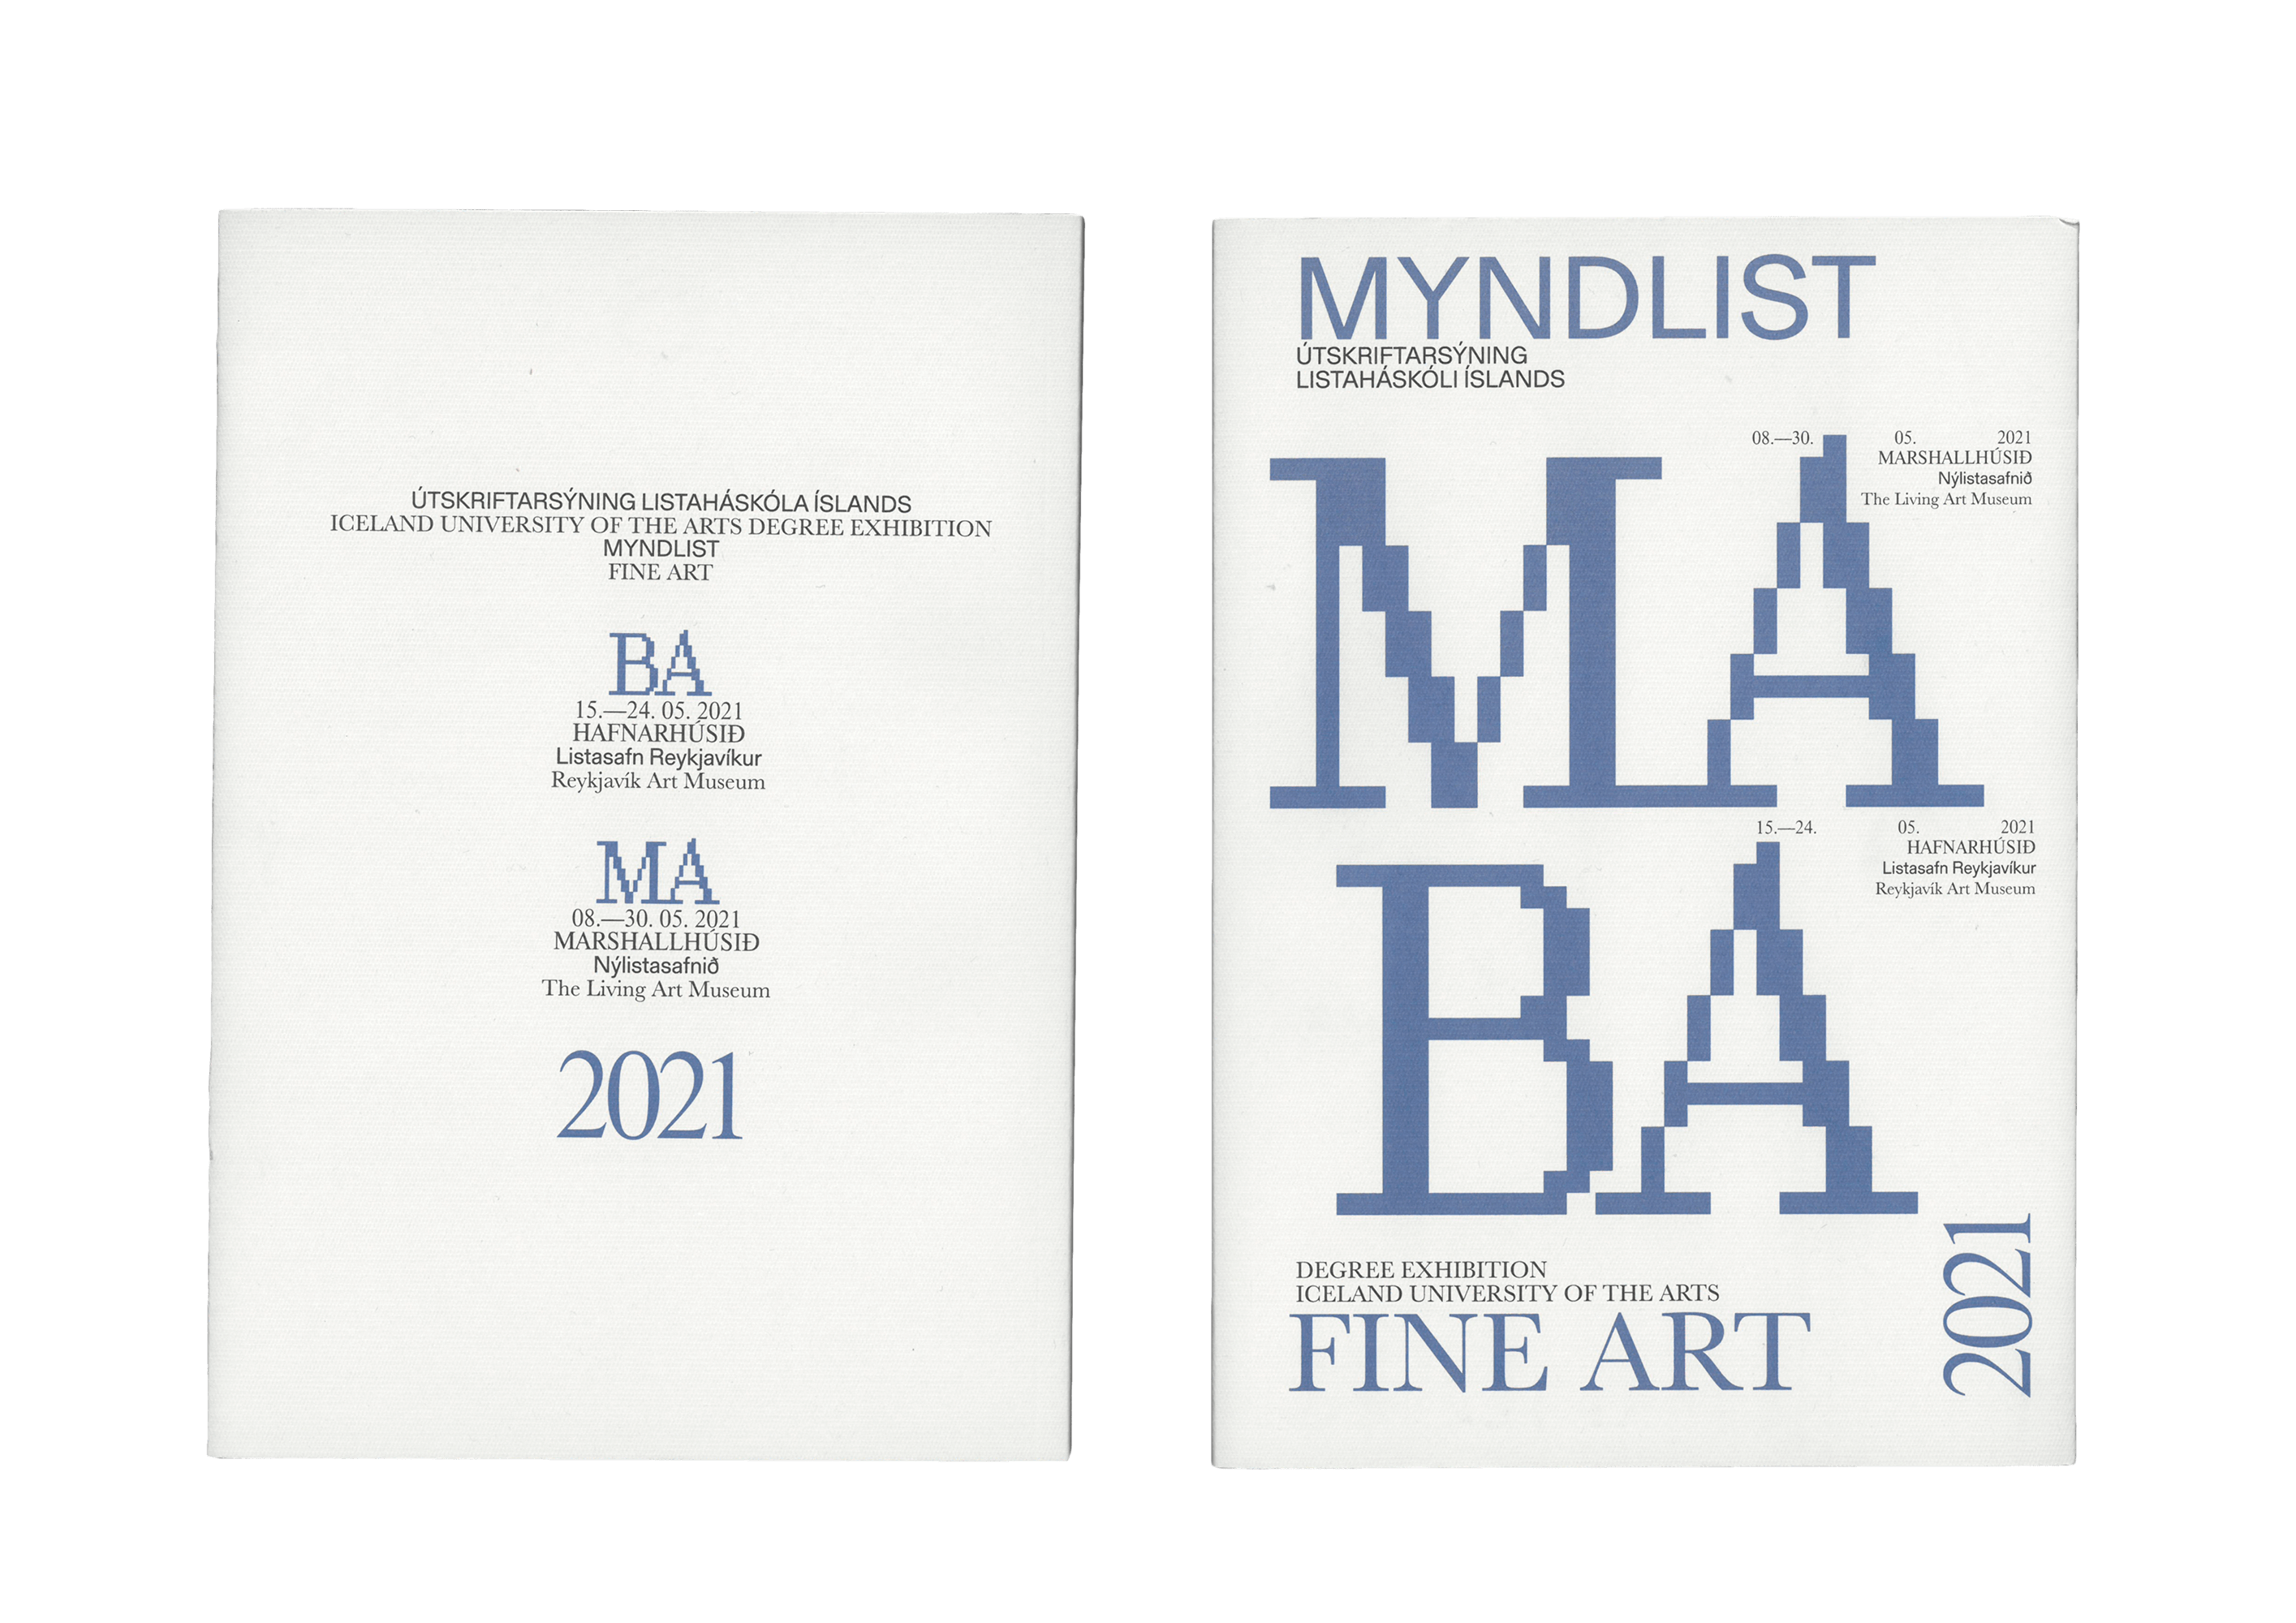 ÚTSKRIFTARSÝNING LISTAHÁSKÓLA ÍSLANDS
ICELAND UNIVERSITY OF THE ARTS DEGREE EXHIBITION
MYNDLIST
FINE ART
BA
15.—24. 05. 2021
HAFNARHÚSIÐ
Listasafn Reykjavíkur
Reykjavík Art Museum
MA
08.—30. 05. 2021
MARSHALLHÚSIÐ
Nýlistasafnið
The Living Art Museum
2021
MYNDLIST
ÚTSKRIFTARSÝNING
LISTAHÁSKÓLI ÍSLANDS
MA
08.—30. 05. 2021
MARSHALLHÚSIÐ
Nýlistasafnið
The Living Art Museum
BA
15.—24. 05. 2021
HAFNARHÚSIÐ
Listasafn Reykjavíkur
Reykjavík Art Museum
DEGREE EXHIBITION
ICELAND UNIVERSITY OF THE ARTS
FINE ART
2021